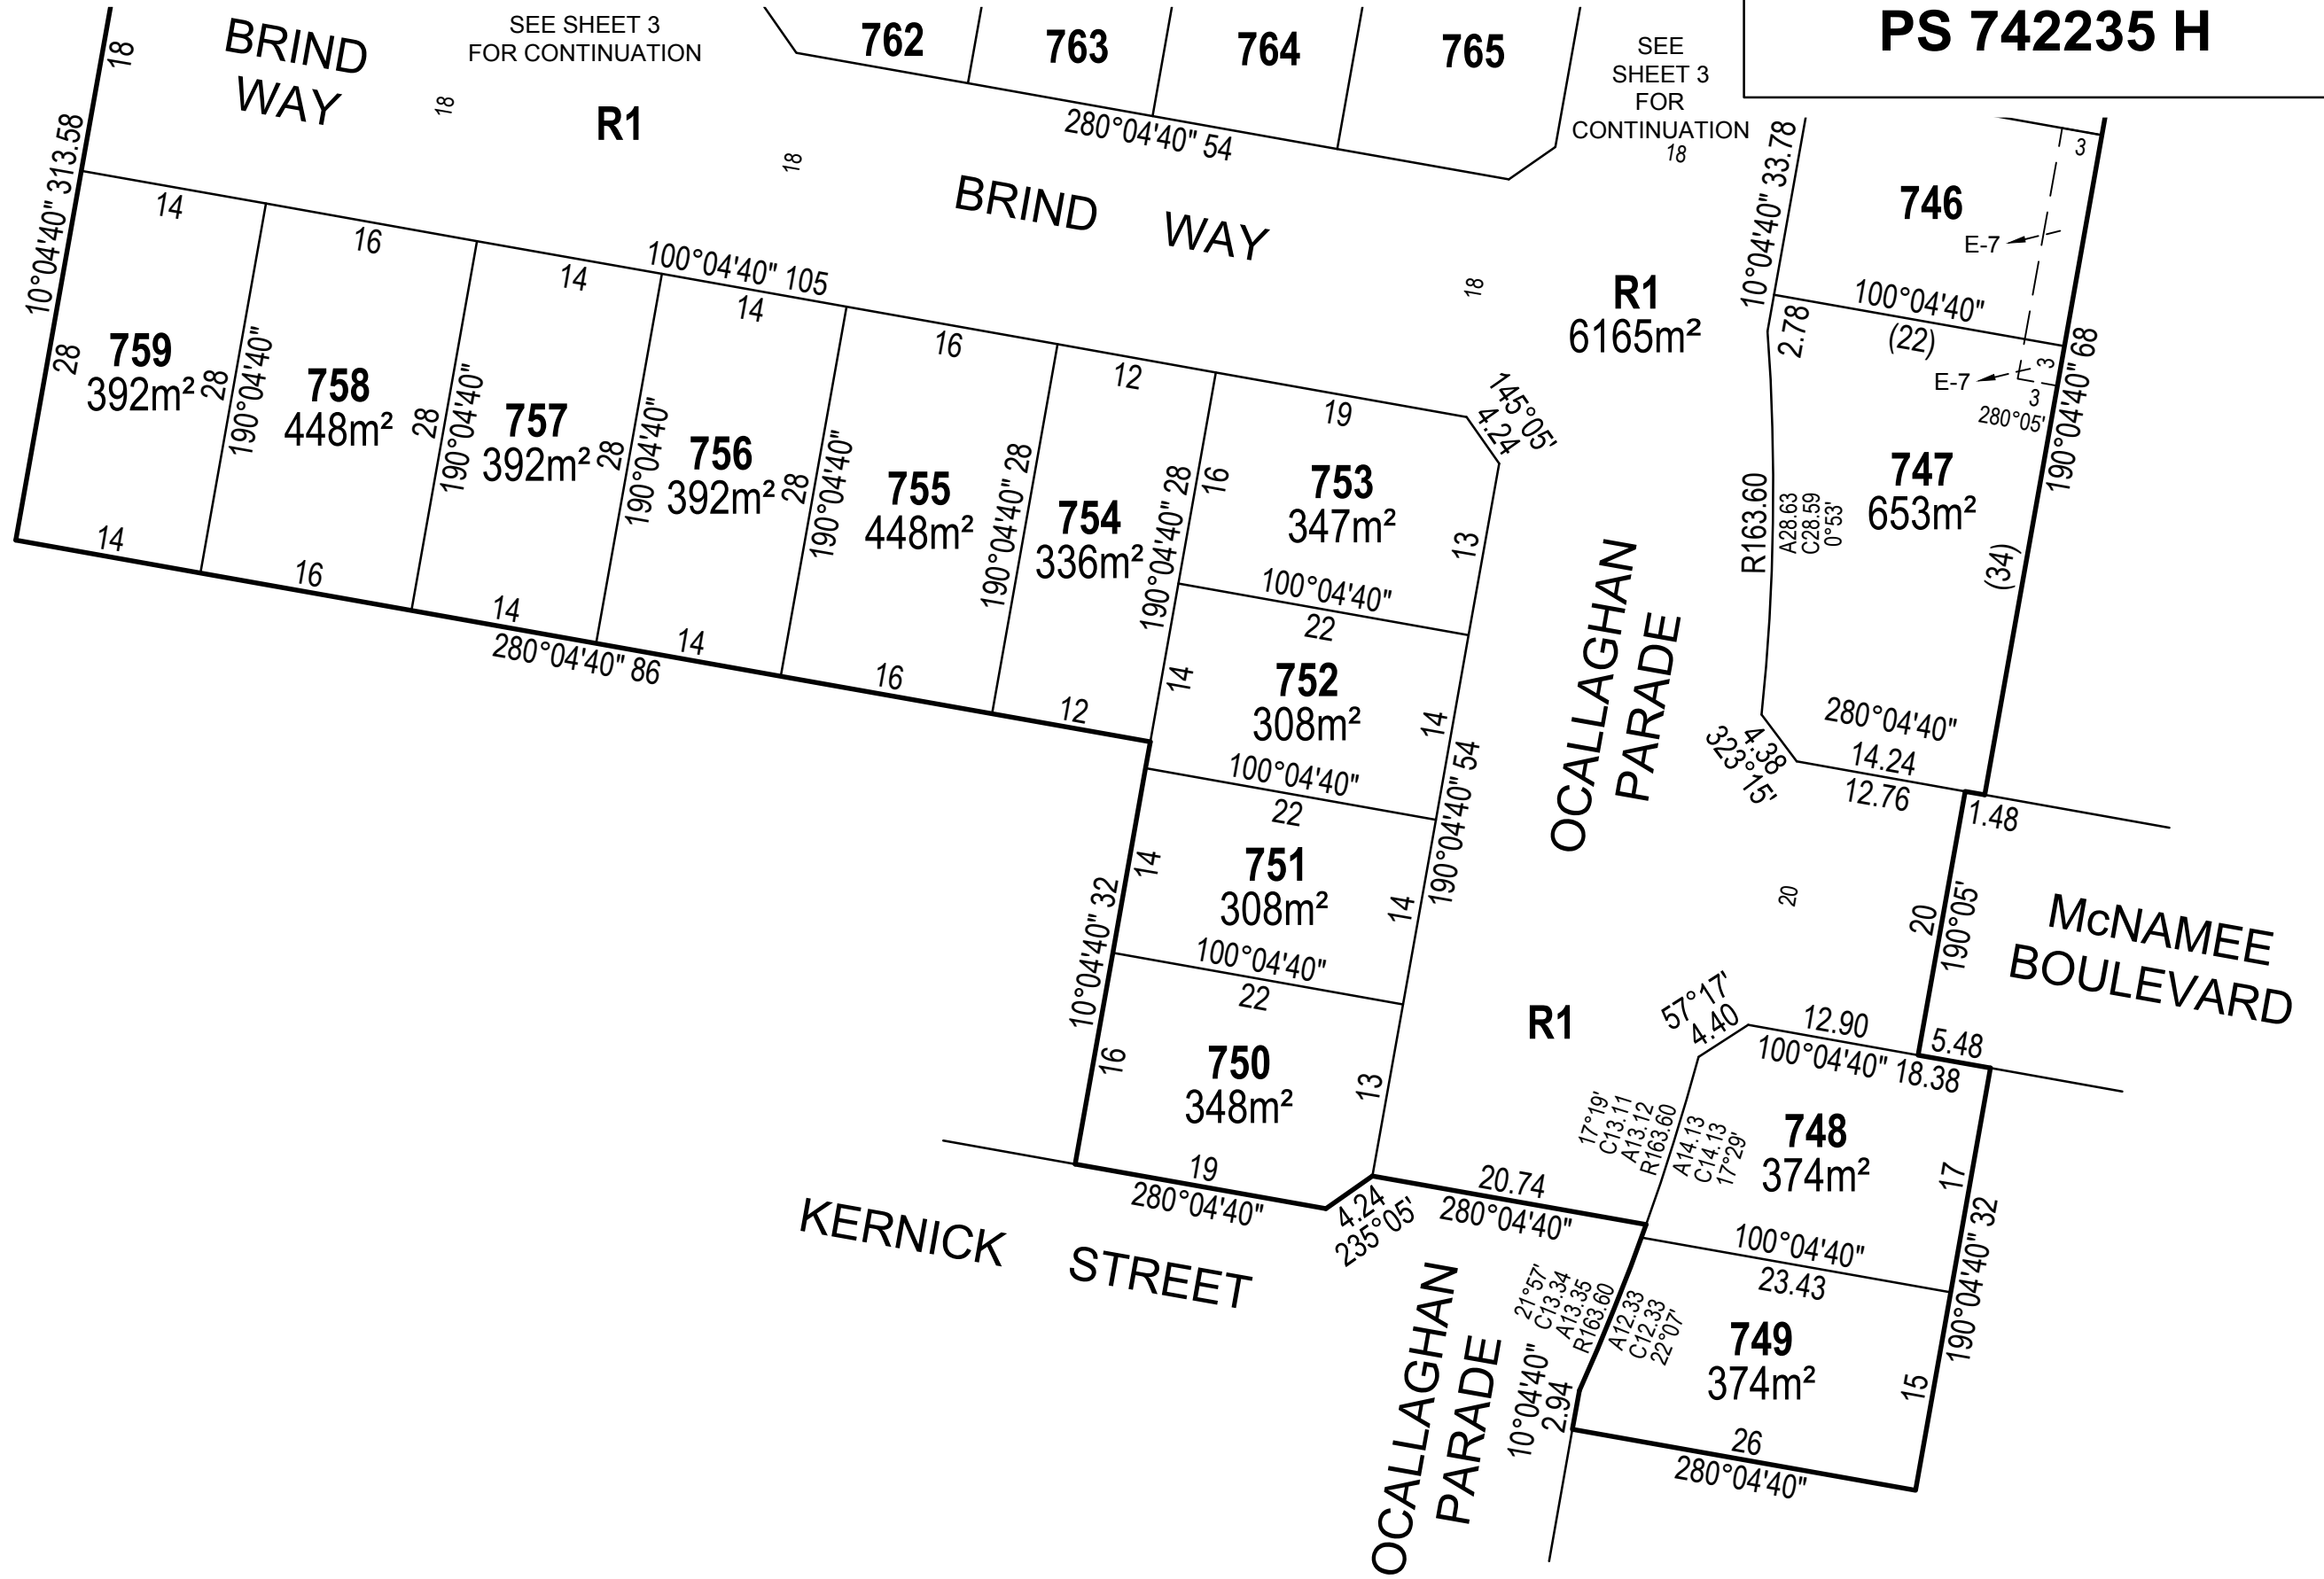 PS 742235 H
SEE SHEET 3
FOR CONTINUATION
BRIND
WAY
18
18
R1
18
762
763
764
765
280°04'40" 54
SEE
SHEET 3
FOR
CONTINUATION
18
10°04'40" 313.58
10°04'40" 33.78
746
3
E-7
BRIND WAY
18
R1
6165m²
14
16
14
100°04'40" 105
14
16
12
19
145°05'
4.24
100°04'40"
(22)
2.78
E-7
3
3
280°05'
190°04'40" 68
28
759
392m²
28
190°04'40"
758
448m²
28
190°04'40"
757
392m²
28
190°04'40"
756
392m²
28
190°04'40"
755
448m²
190°04'40" 28
754
336m²
190°04'40" 28
16
753
347m²
13
100°04'40"
22
R163.60
A28.63
C28.59
0°53'
747
653m²
(34)
14
16
14
280°04'40" 86
14
16
12
14
752
308m²
14
100°04'40"
22
190°04'40" 54
OCALLAGHAN
PARADE
280°04'40"
4.38
323°15'
14.24
12.76
1.48
14
751
308m²
14
10°04'40" 32
100°04'40"
22
20
20
190°05'
McNAMEE
BOULEVARD
R1
57°17'
4.40
12.90
5.48
100°04'40" 18.38
16
750
348m²
13
19
280°04'40"
4.24
235°05'
20.74
280°04'40"
17°19'
C13.11
A13.12
R163.60
A14.13
C14.13
17°29'
748
374m²
17
190°04'40" 32
100°04'40"
23.43
KERNICK STREET
OCALLAGHAN
PARADE
21°57'
C13.34
A13.35
R163.60
A12.33
C12.33
22°07'
749
374m²
15
10°04'40"
2.94
26
280°04'40"